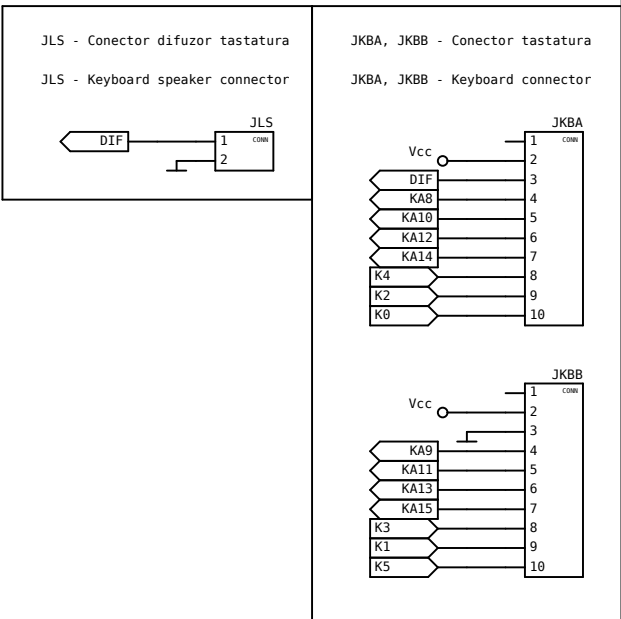 JLS - Conector difuzor tastatura
JLS - Keyboard speaker connector
JLS
DIF 1 CONN
2
JKBA, JKBB - Conector tastatura
JKBA, JKBB - Keyboard connector
JKBA
1 CONN
Vcc 2
DIF 3
KA8 4
KA10 5
KA12 6
KA14 7
K4 8
K2 9
K0 10
JKBB
1 CONN
Vcc 2
3
KA9 4
KA11 5
KA13 6
KA15 7
K3 8
K1 9
K5 10